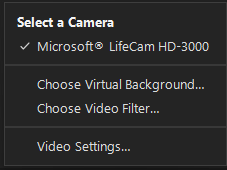 Select a Camera
Microsoft® LifeCam HD-3000
Choose Virtual Background...
Choose Video Filter...
Video Settings...